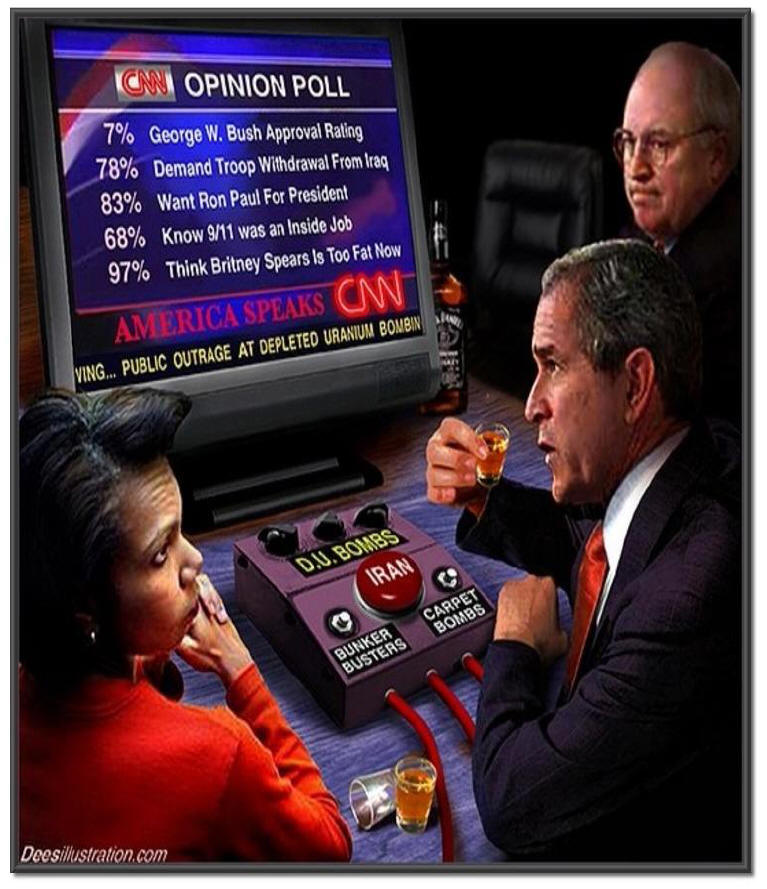 CNN OPINION POLL
7% George W. Bush Approval Rating
78% Demand Troop Withdrawal From Iraq
83% Want Ron Paul For President
68% Know 9/11 was an Inside Job
97% Think Britney Spears Is Too Fat Now
AMERICA SPEAKS CNN
VING... PUBLIC OUTRAGE AT DEPLETED URANIUM BOMBIN
D.U. BOMBS
IRAN
BUNKER
BUSTERS
CARPET
BOMBS
Deesillustration.com